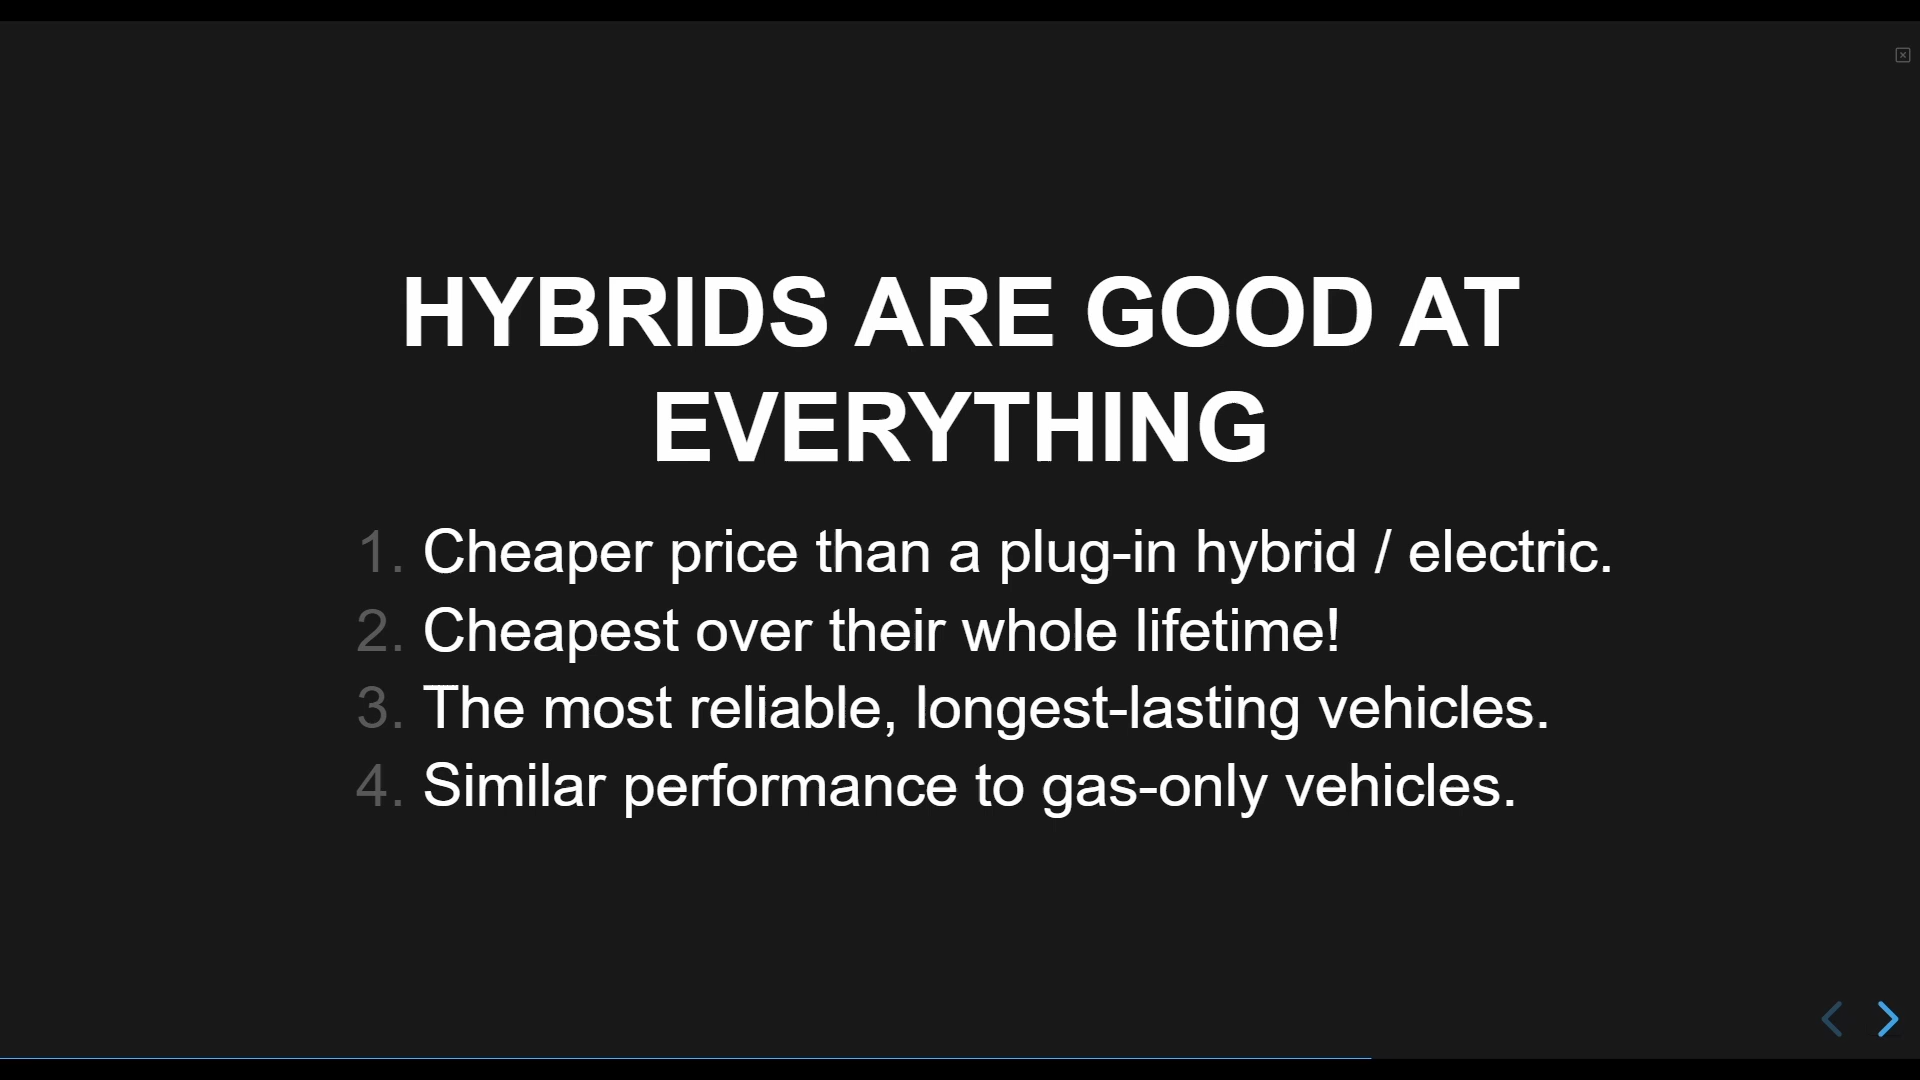 HYBRIDS ARE GOOD AT
EVERYTHING
1. Cheaper price than a plug-in hybrid / electric.
2. Cheapest over their whole lifetime!
3. The most reliable, longest-lasting vehicles.
4. Similar performance to gas-only vehicles.